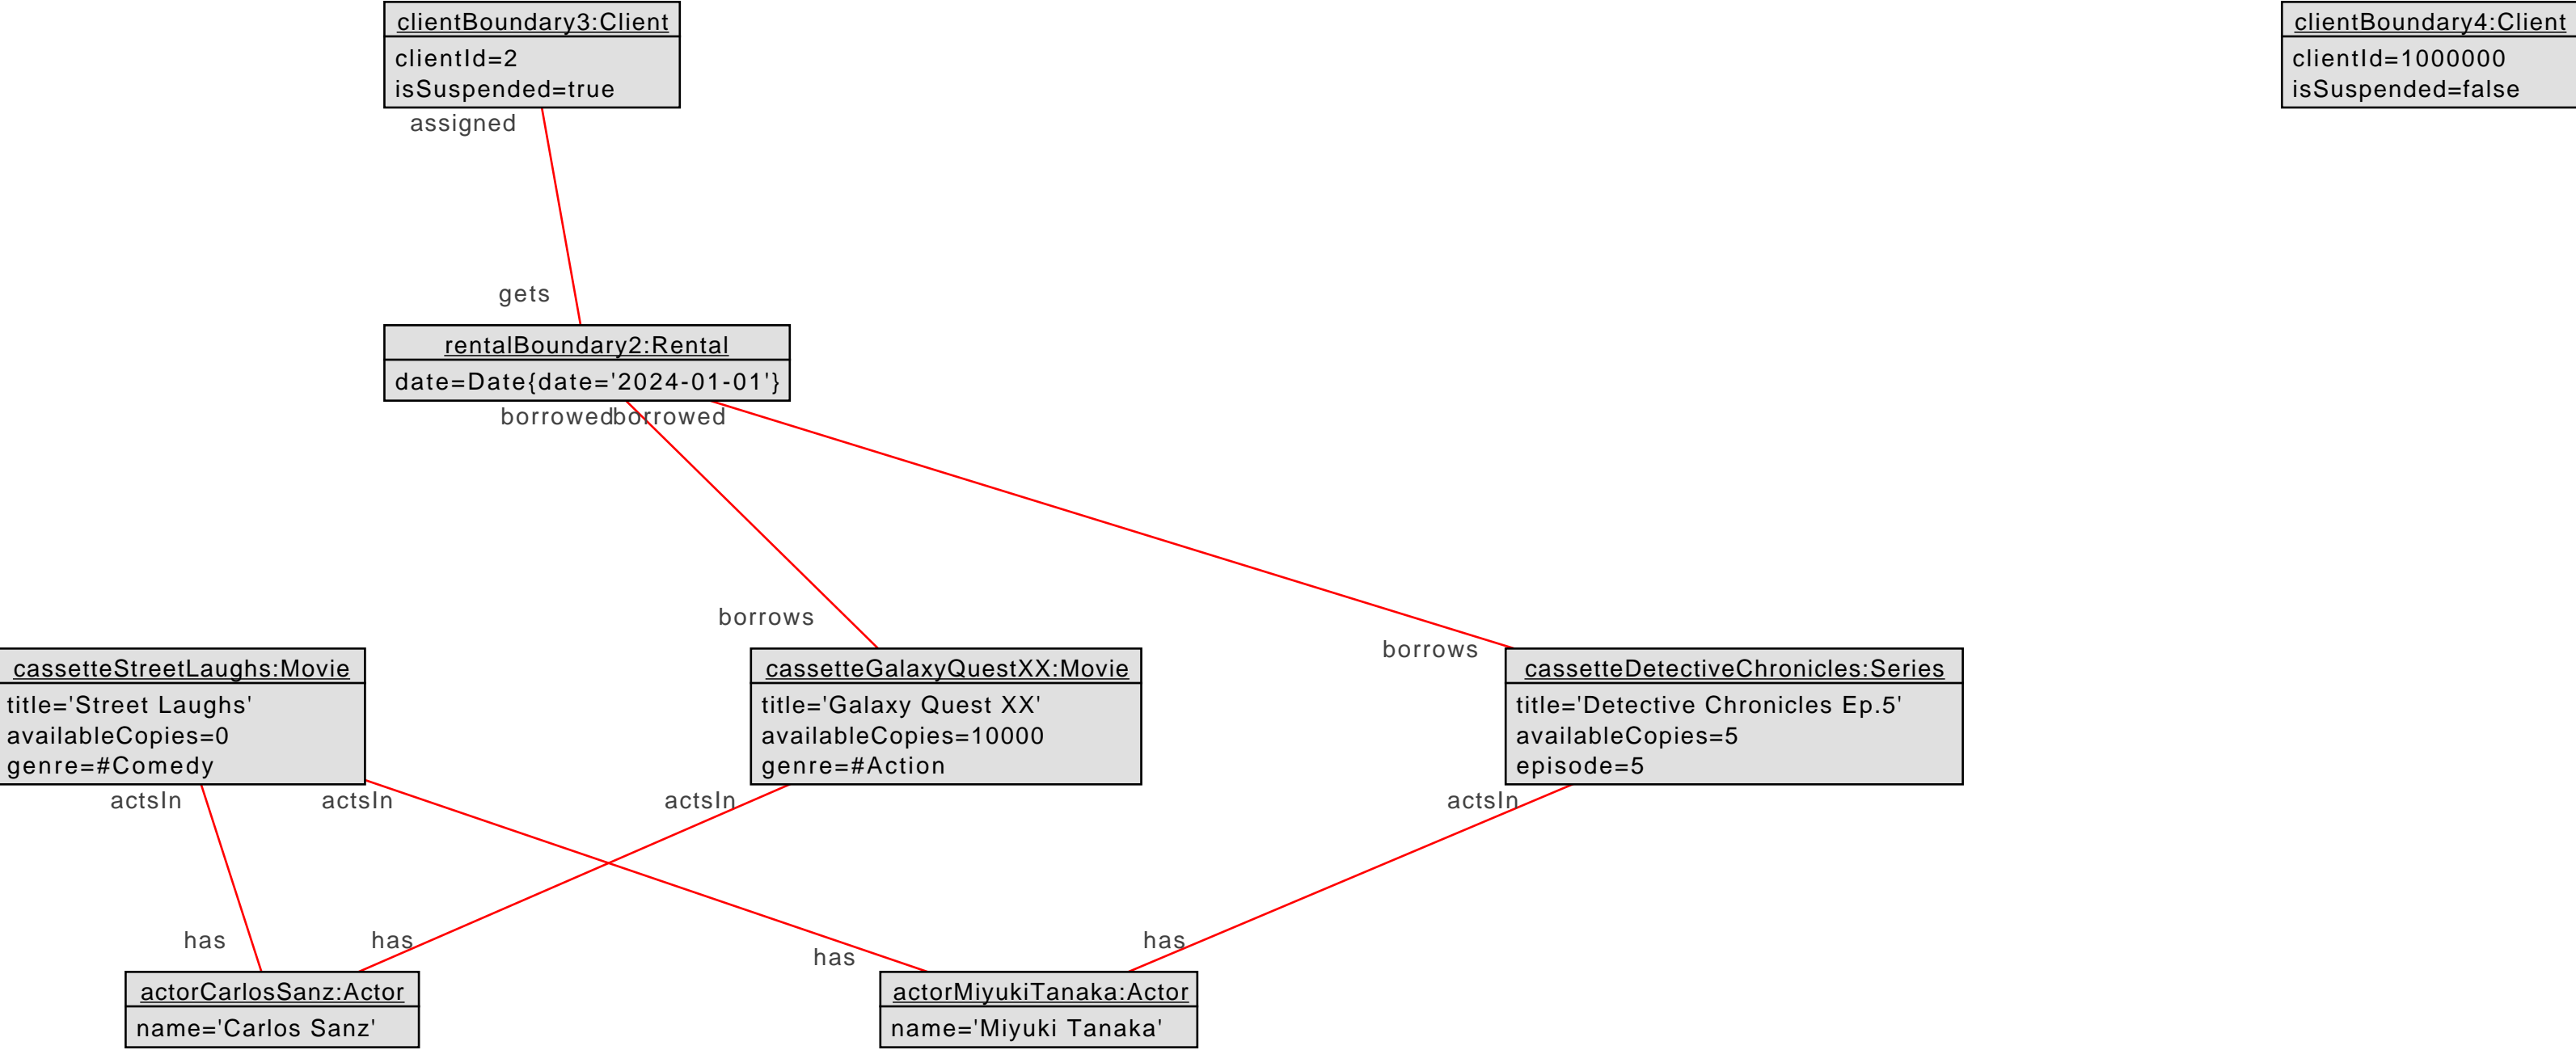 clientBoundary3:Client
clientId=2
isSuspended=true
clientBoundary4:Client
clientId=1000000
isSuspended=false
assigned
gets
rentalBoundary2:Rental
date=Date{date='2024-01-01'}
borrowed
borrowed
borrows
borrows
cassetteStreetLaughs:Movie
title='Street Laughs'
availableCopies=0
genre=#Comedy
cassetteGalaxyQuestXX:Movie
title='Galaxy Quest XX'
availableCopies=10000
genre=#Action
cassetteDetectiveChronicles:Series
title='Detective Chronicles Ep.5'
availableCopies=5
episode=5
actsIn
actsIn
actsIn
actsIn
has
has
has
has
actorCarlosSanz:Actor
name='Carlos Sanz'
actorMiyukiTanaka:Actor
name='Miyuki Tanaka'